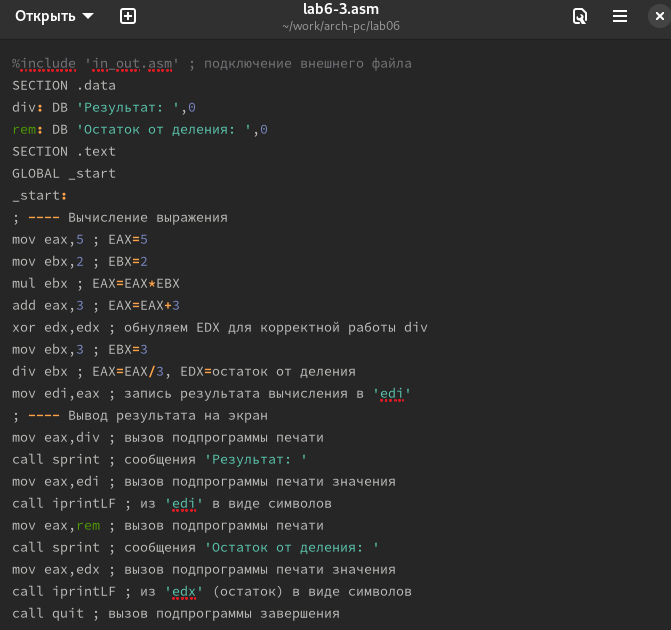 Открыть
lab6-3.asm
~/work/arch-pc/lab06
%include 'in_out.asm' ; подключение внешнего файла
SECTION .data
div: DB 'Результат: ',0
rem: DB 'Остаток от деления: ',0
SECTION .text
GLOBAL _start
_start:
; ---- Вычисление выражения
mov eax,5 ; EAX=5
mov ebx,2 ; EBX=2
mul ebx ; EAX=EAX*EBX
add eax,3 ; EAX=EAX+3
xor edx,edx ; обнуляем EDX для корректной работы div
mov ebx,3 ; EBX=3
div ebx ; EAX=EAX/3, EDX=остаток от деления
mov edi,eax ; запись результата вычисления в 'edi'
; ---- Вывод результата на экран
mov eax,div ; вызов подпрограммы печати
call sprint ; сообщения 'Результат: '
mov eax,edi ; вызов подпрограммы печати значения
call iprintLF ; из 'edi' в виде символов
mov eax,rem ; вызов подпрограммы печати
call sprint ; сообщения 'Остаток от деления: '
mov eax,edx ; вызов подпрограммы печати значения
call iprintLF ; из 'edx' (остаток) в виде символов
call quit ; вызов подпрограммы завершения